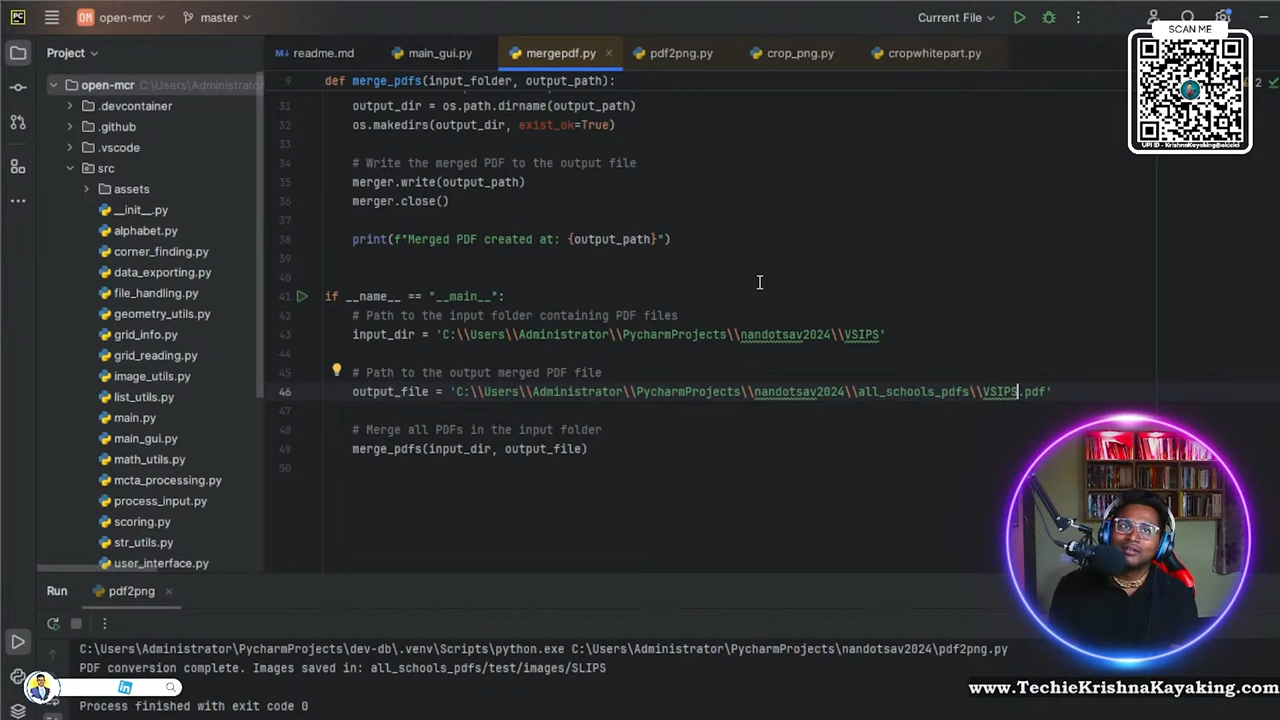 PC
OM open-mcr
master
Current File
SCAN ME
UPI ID - KrishnaKayaking@okicici
Project
readme.md
main_gui.py
mergepdf.py
pdf2png.py
crop_png.py
cropwhitepart.py
open-mcr C:\Users\Administrator
.devcontainer
.github
.vscode
src
assets
__init__.py
alphabet.py
corner_finding.py
data_exporting.py
file_handling.py
geometry_utils.py
grid_info.py
grid_reading.py
image_utils.py
list_utils.py
main.py
main_gui.py
math_utils.py
mcta_processing.py
process_input.py
scoring.py
str_utils.py
user_interface.py
9 def merge_pdfs(input_folder, output_path):
2
31 output_dir = os.path.dirname(output_path)
32 os.makedirs(output_dir, exist_ok=True)
33
34 # Write the merged PDF to the output file
35 merger.write(output_path)
36 merger.close()
37
38 print(f"Merged PDF created at: {output_path}")
39
40
41 if __name__ == "__main__":
42 # Path to the input folder containing PDF files
43 input_dir = 'C:\\Users\\Administrator\\PycharmProjects\\nandotsav2024\\VSIPS'
44
45 # Path to the output merged PDF file
46 output_file = 'C:\\Users\\Administrator\\PycharmProjects\\nandotsav2024\\all_schools_pdfs\\VSIPS.pdf'
47
48 # Merge all PDFs in the input folder
49 merge_pdfs(input_dir, output_file)
50
Run
pdf2png
C:\Users\Administrator\PycharmProjects\dev-db\.venv\Scripts\python.exe C:\Users\Administrator\PycharmProjects\nandotsav2024\pdf2png.py
PDF conversion complete. Images saved in: all_schools_pdfs/test/images/SLIPS
Process finished with exit code 0
in
www.TechieKrishnaKayaking.com